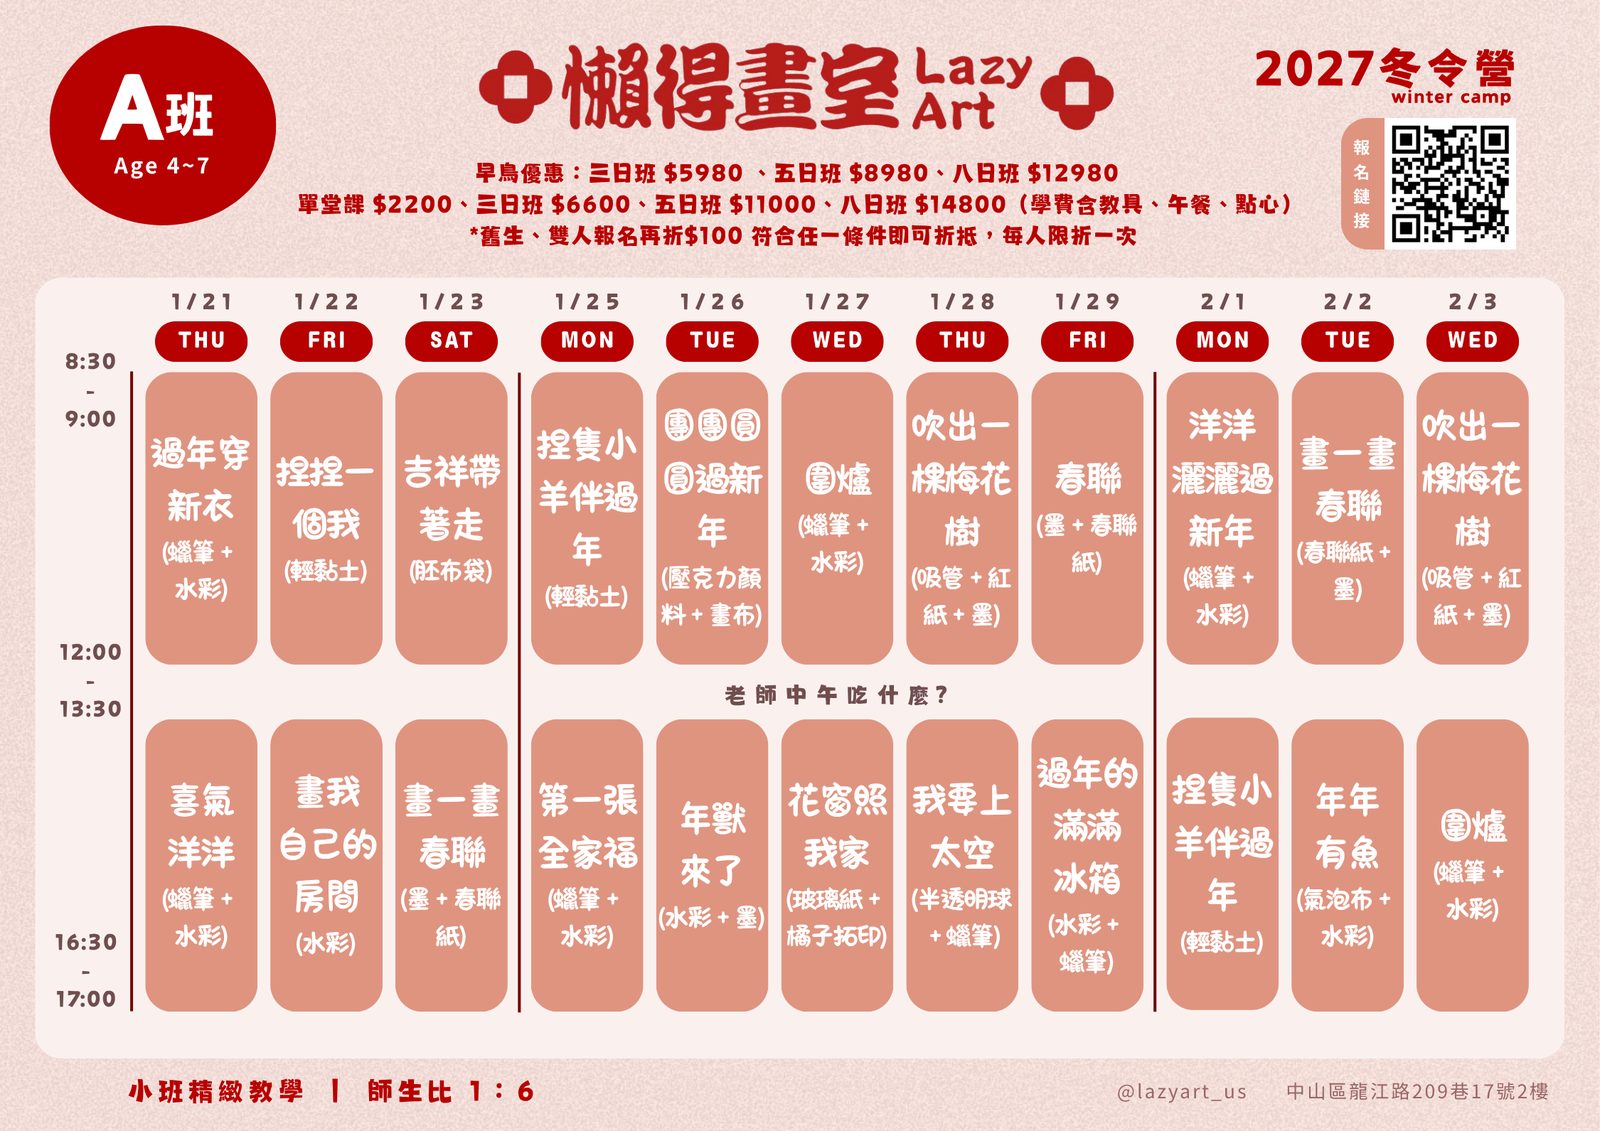 A班
Age 4~7
懶得畫室 Lazy Art
2027冬令營
winter camp
報名鏈接
早鳥優惠：三日班 $5980 、五日班 $8980、八日班 $12980
單堂課 $2200、三日班 $6600、五日班 $11000、八日班 $14800（學費含教具、午餐、點心）
*舊生、雙人報名再折$100 符合任一條件即可折抵，每人限折一次
1/21 1/22 1/23 1/25 1/26 1/27 1/28 1/29 2/1 2/2 2/3
THU FRI SAT MON TUE WED THU FRI MON TUE WED
8:30
-
9:00
過年穿
新衣
(蠟筆 +
水彩)
捏捏一
個我
(輕黏土)
吉祥帶
著走
(胚布袋)
捏隻小
羊伴過
年
(輕黏土)
團團圓
圓過新
年
(壓克力顏
料 + 畫布)
圍爐
(蠟筆 +
水彩)
吹出一
棵梅花
樹
(吸管 + 紅
紙 + 墨)
春聯
(墨 + 春聯
紙)
洋洋
灑灑過
新年
(蠟筆 +
水彩)
畫一畫
春聯
(春聯紙 +
墨)
吹出一
棵梅花
樹
(吸管 + 紅
紙 + 墨)
12:00
-
13:30
老師中午吃什麼?
喜氣
洋洋
(蠟筆 +
水彩)
畫我
自己的
房間
(水彩)
畫一畫
春聯
(墨 + 春聯
紙)
第一張
全家福
(蠟筆 +
水彩)
年獸
來了
(水彩 + 墨)
花窗照
我家
(玻璃紙 +
橘子拓印)
我要上
太空
(半透明球
+ 蠟筆)
過年的
滿滿
冰箱
(水彩 +
蠟筆)
捏隻小
羊伴過
年
(輕黏土)
年年
有魚
(氣泡布 +
水彩)
圍爐
(蠟筆 +
水彩)
16:30
-
17:00
小班精緻教學 | 師生比 1：6
@lazyart_us 中山區龍江路209巷17號2樓